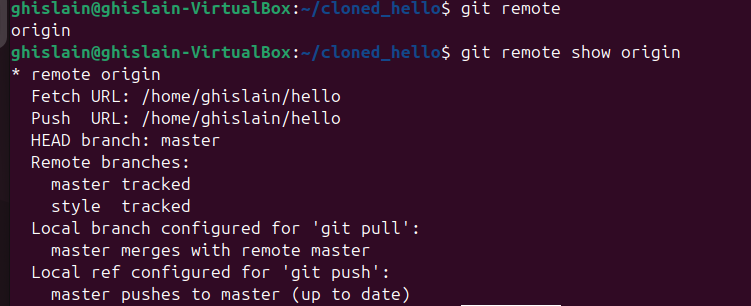 ghislain@ghislain-VirtualBox:~/cloned_hello$ git remote
origin
ghislain@ghislain-VirtualBox:~/cloned_hello$ git remote show origin
* remote origin
  Fetch URL: /home/ghislain/hello
  Push  URL: /home/ghislain/hello
  HEAD branch: master
  Remote branches:
    master tracked
    style  tracked
  Local branch configured for 'git pull':
    master merges with remote master
  Local ref configured for 'git push':
    master pushes to master (up to date)